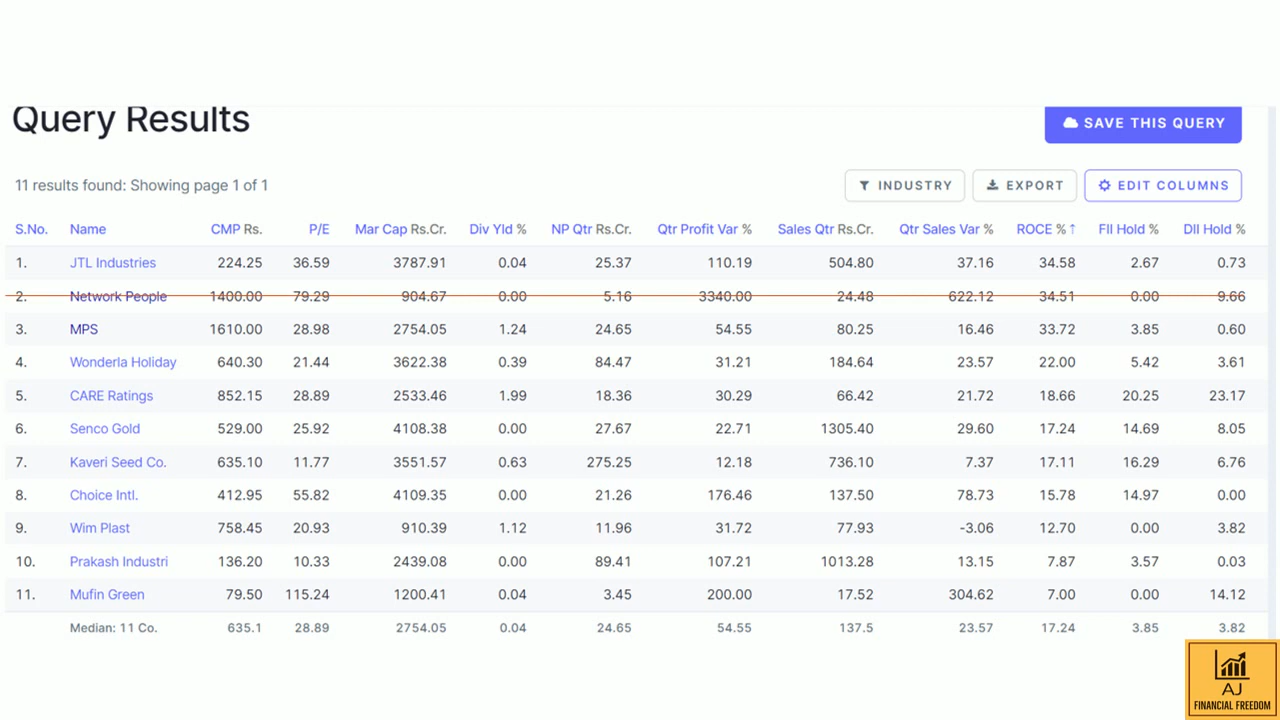 Query Results
SAVE THIS QUERY
11 results found: Showing page 1 of 1
INDUSTRY EXPORT EDIT COLUMNS
S.No. Name CMP Rs. P/E Mar Cap Rs.Cr. Div Yld % NP Qtr Rs.Cr. Qtr Profit Var % Sales Qtr Rs.Cr. Qtr Sales Var % ROCE % ↑ FII Hold % DII Hold %
1. JTL Industries 224.25 36.59 3787.91 0.04 25.37 110.19 504.80 37.16 34.58 2.67 0.73
2. Network People 1400.00 79.29 904.67 0.00 5.16 3340.00 24.48 622.12 34.51 0.00 9.66
3. MPS 1610.00 28.98 2754.05 1.24 24.65 54.55 80.25 16.46 33.72 3.85 0.60
4. Wonderla Holiday 640.30 21.44 3622.38 0.39 84.47 31.21 184.64 23.57 22.00 5.42 3.61
5. CARE Ratings 852.15 28.89 2533.46 1.99 18.36 30.29 66.42 21.72 18.66 20.25 23.17
6. Senco Gold 529.00 25.92 4108.38 0.00 27.67 22.71 1305.40 29.60 17.24 14.69 8.05
7. Kaveri Seed Co. 635.10 11.77 3551.57 0.63 275.25 12.18 736.10 7.37 17.11 16.29 6.76
8. Choice Intl. 412.95 55.82 4109.35 0.00 21.26 176.46 137.50 78.73 15.78 14.97 0.00
9. Wim Plast 758.45 20.93 910.39 1.12 11.96 31.72 77.93 -3.06 12.70 0.00 3.82
10. Prakash Industri 136.20 10.33 2439.08 0.00 89.41 107.21 1013.28 13.15 7.87 3.57 0.03
11. Mufin Green 79.50 115.24 1200.41 0.04 3.45 200.00 17.52 304.62 7.00 0.00 14.12
Median: 11 Co. 635.1 28.89 2754.05 0.04 24.65 54.55 137.5 23.57 17.24 3.85 3.82
AJ
FINANCIAL FREEDOM